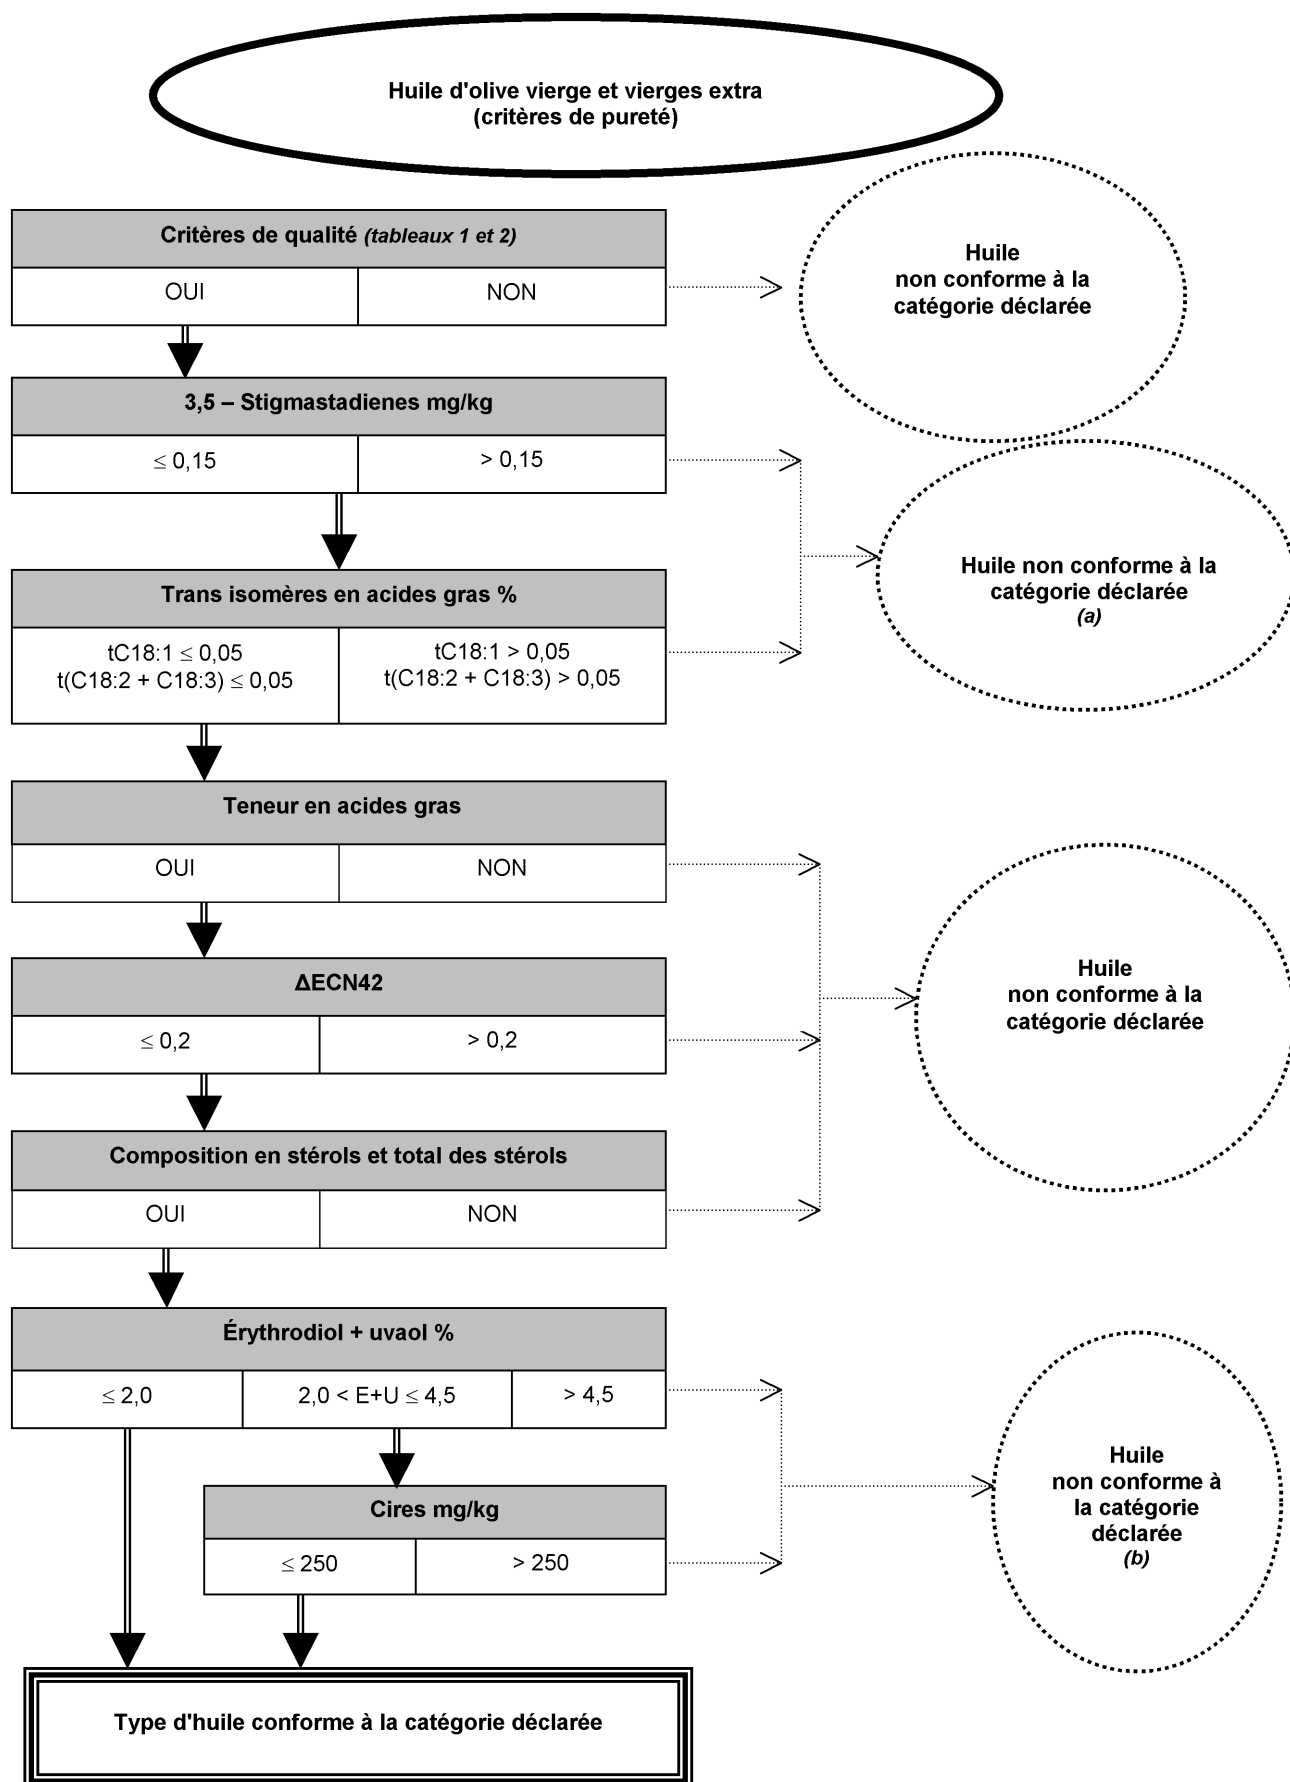 Huile d'olive vierge et vierges extra
(critères de pureté)
Critères de qualité (tableaux 1 et 2)
OUI
NON
Huile
non conforme à la
catégorie déclarée
3,5 – Stigmastadienes mg/kg
≤ 0,15
> 0,15
Huile non conforme à la
catégorie déclarée
(a)
Trans isomères en acides gras %
tC18:1 ≤ 0,05
t(C18:2 + C18:3) ≤ 0,05
tC18:1 > 0,05
t(C18:2 + C18:3) > 0,05
Teneur en acides gras
OUI
NON
ΔECN42
≤ 0,2
> 0,2
Huile
non conforme à la
catégorie déclarée
Composition en stérols et total des stérols
OUI
NON
Érythrodiol + uvaol %
≤ 2,0
2,0 < E+U ≤ 4,5
> 4,5
Cires mg/kg
≤ 250
> 250
Huile
non conforme à
la catégorie
déclarée
(b)
Type d'huile conforme à la catégorie déclarée